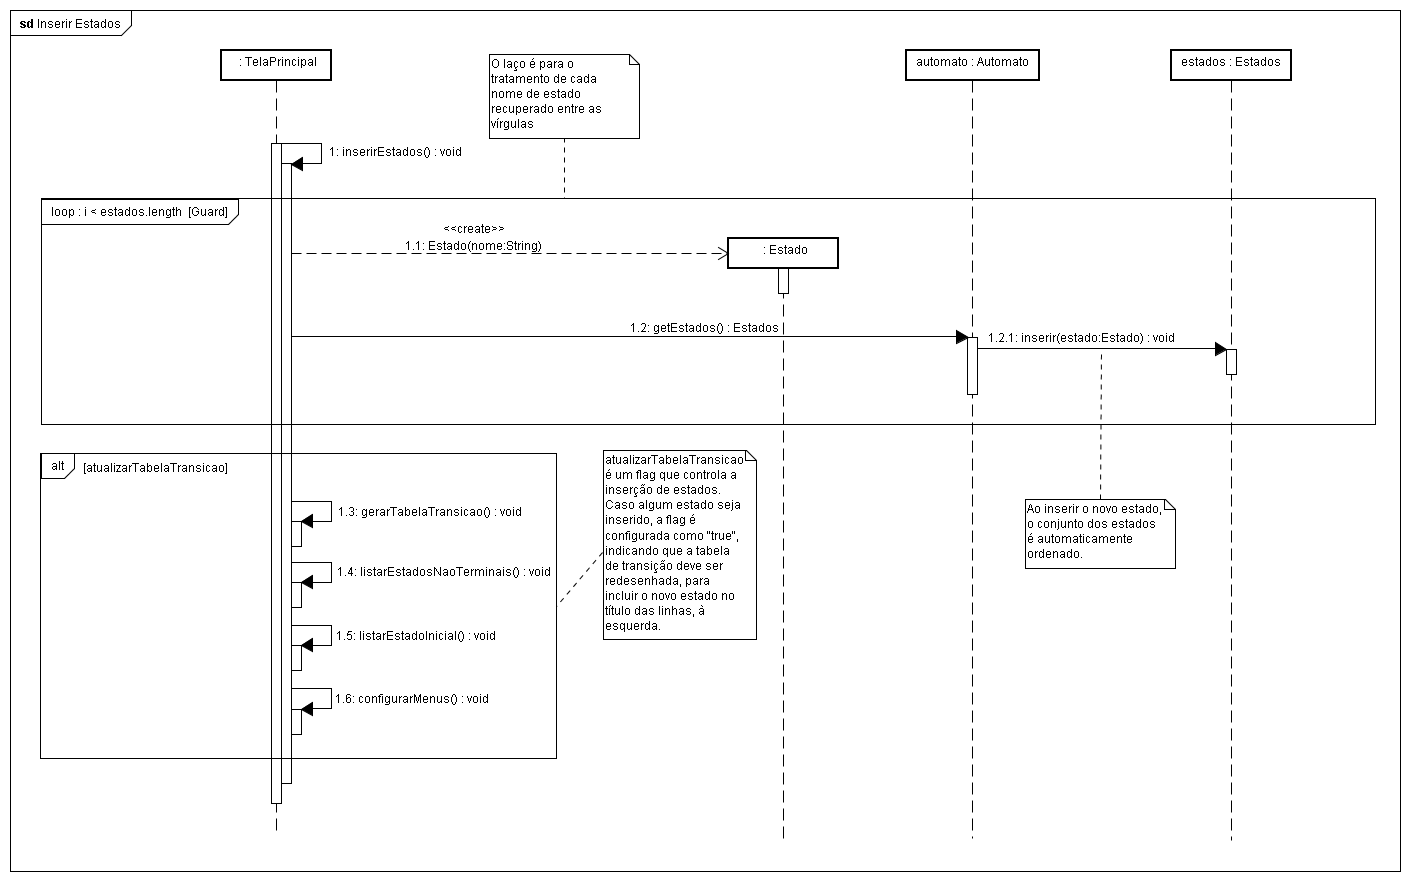 sd Inserir Estados
: TelaPrincipal
O laço é para o
tratamento de cada
nome de estado
recuperado entre as
vírgulas
automato : Automato
estados : Estados
1: inserirEstados() : void
loop : i < estados.length [Guard]
<<create>>
1.1: Estado(nome:String)
: Estado
1.2: getEstados() : Estados
1.2.1: inserir(estado:Estado) : void
alt
[atualizarTabelaTransicao]
atualizarTabelaTransicao
é um flag que controla a
inserção de estados.
Caso algum estado seja
inserido, a flag é
configurada como "true",
indicando que a tabela
de transição deve ser
redesenhada, para
incluir o novo estado no
título das linhas, à
esquerda.
Ao inserir o novo estado,
o conjunto dos estados
é automaticamente
ordenado.
1.3: gerarTabelaTransicao() : void
1.4: listarEstadosNaoTerminais() : void
1.5: listarEstadoInicial() : void
1.6: configurarMenus() : void